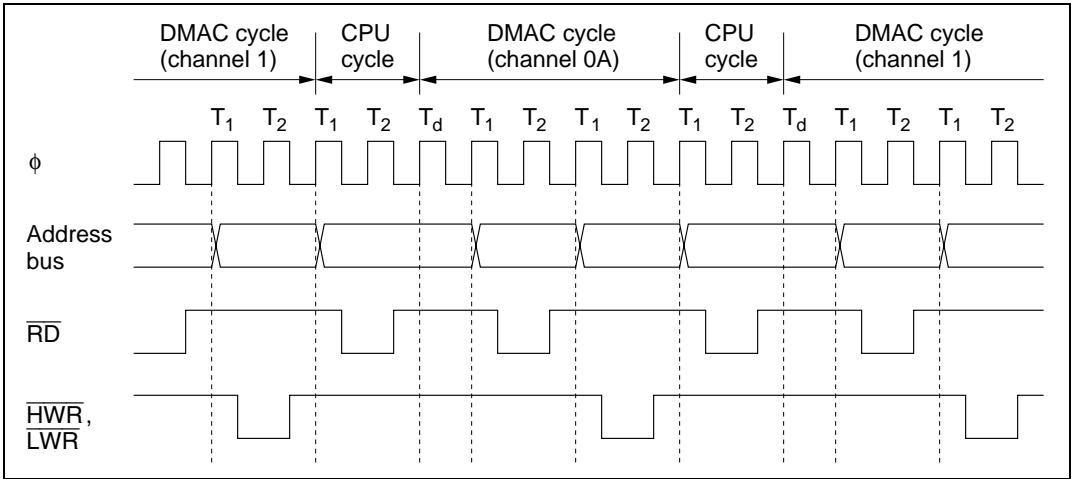 DMAC cycle (channel 1) CPU cycle DMAC cycle (channel 0A) CPU cycle DMAC cycle (channel 1)
T1 T2 T1 T2 Td T1 T2 T1 T2 T1 T2 Td T1 T2 T1 T2
φ
Address
bus
RD
HWR,
LWR